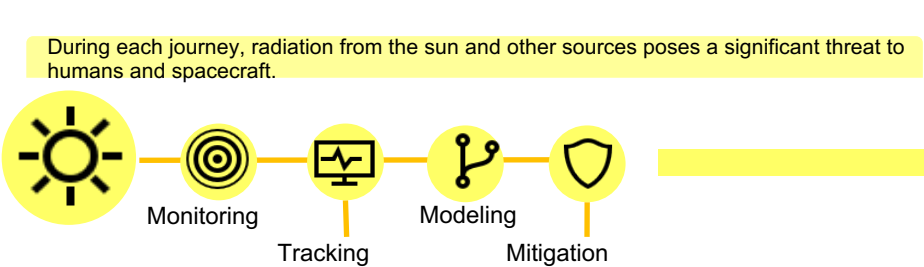 During each journey, radiation from the sun and other sources poses a significant threat to
humans and spacecraft.
Monitoring
Modeling
Tracking
Mitigation